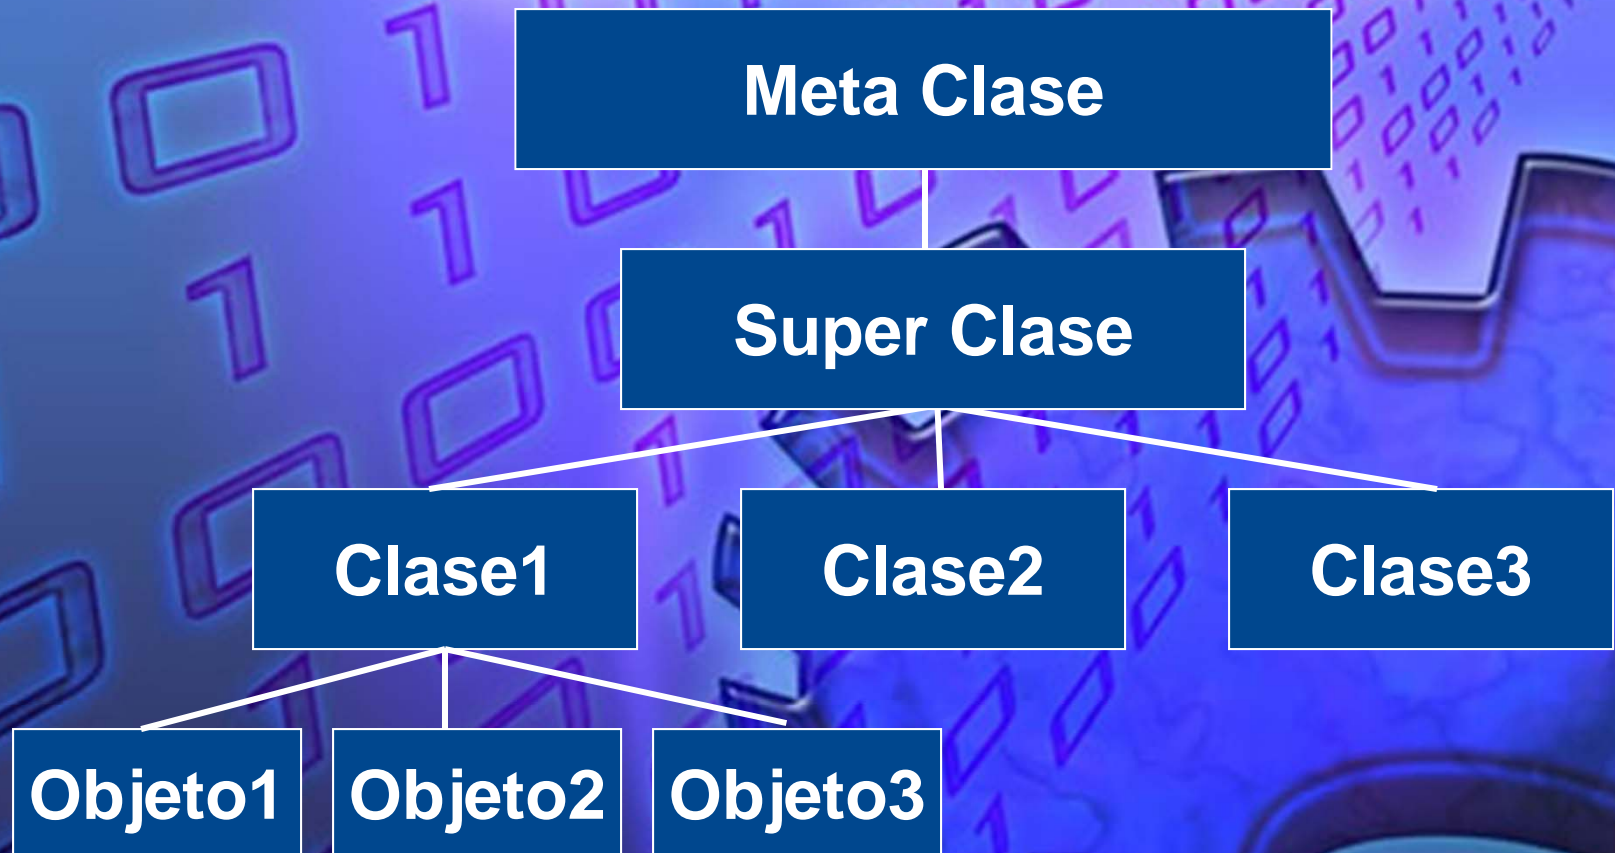 Meta Clase
Super Clase
Clase1
Clase2
Clase3
Objeto1
Objeto2
Objeto3